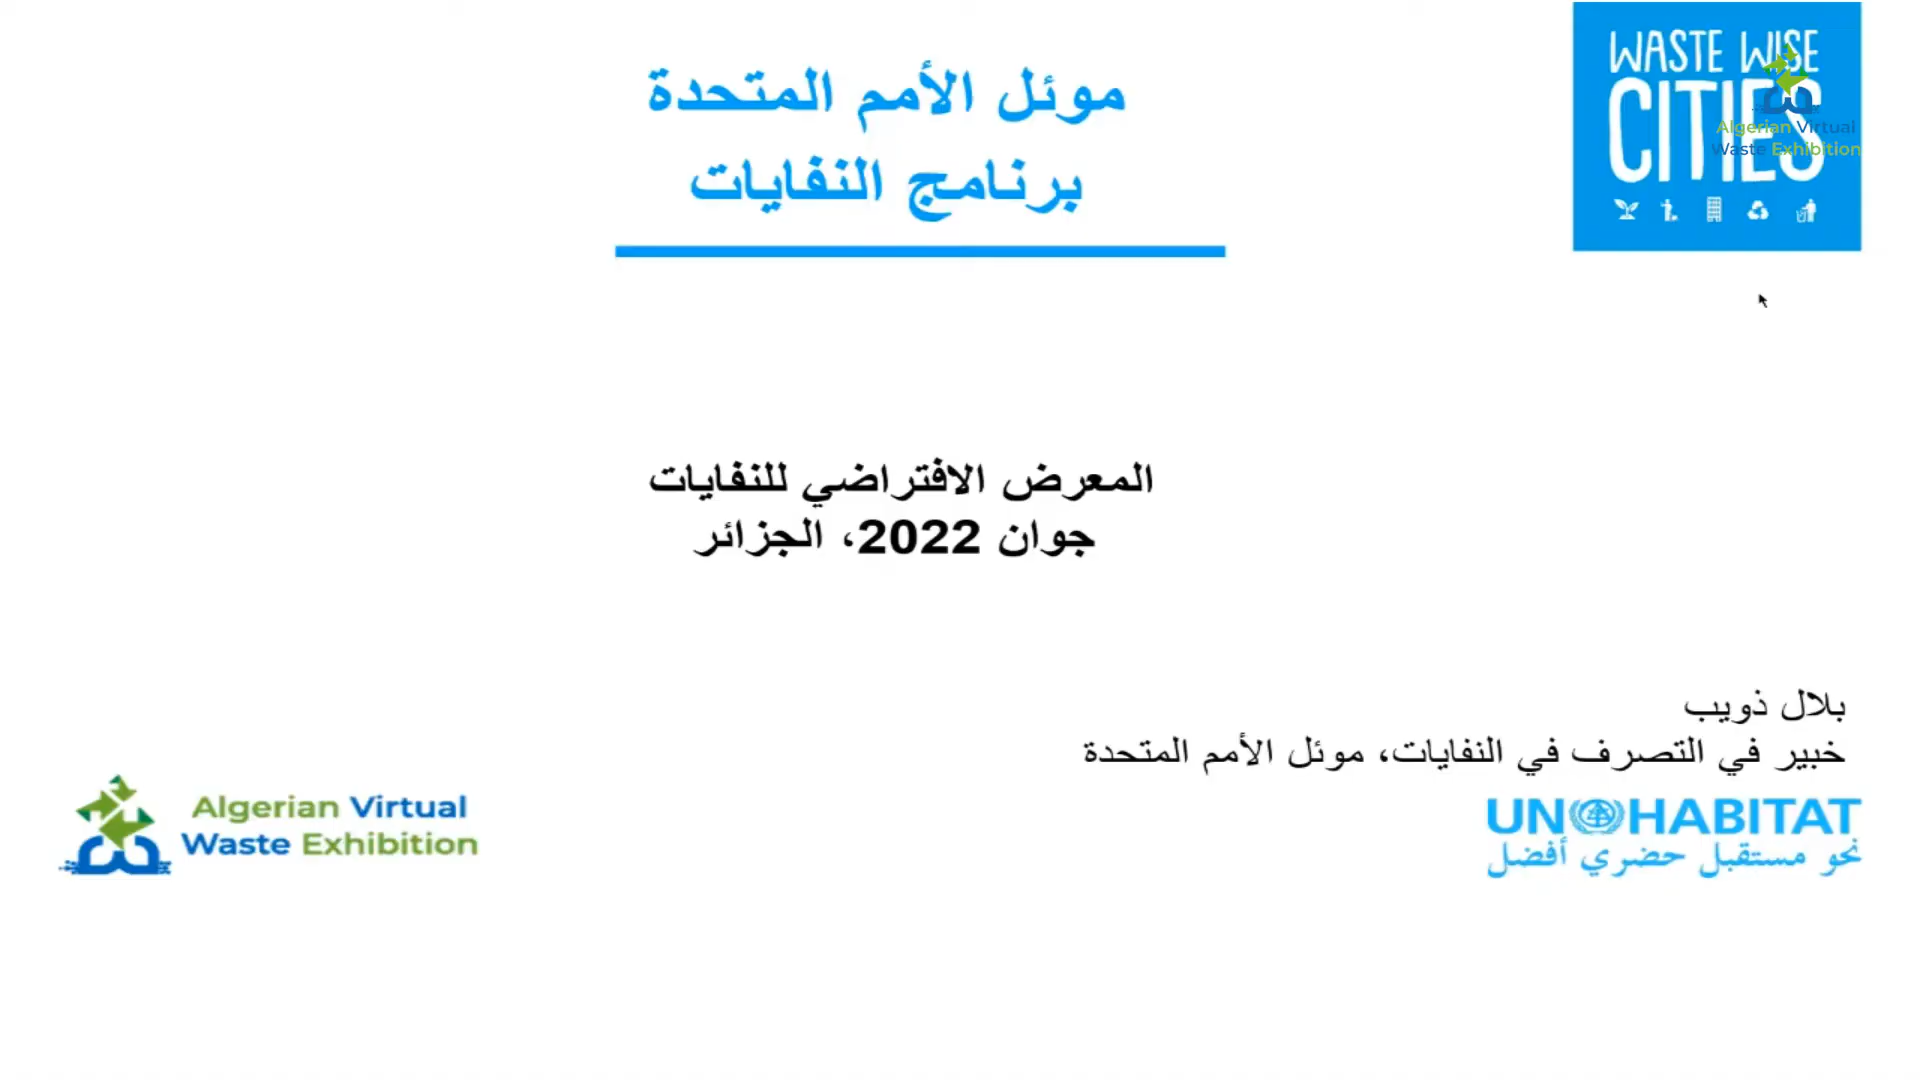 موئل الأمم المتحدة
برنامج النفايات
WASTE WISE
CITIES
Algerian Virtual
Waste Exhibition
المعرض الافتراضي للنفايات
جوان 2022، الجزائر
بلال ذويب
خبير في التصرف في النفايات، موئل الأمم المتحدة
UN HABITAT
نحو مستقبل حضري أفضل
Algerian Virtual
Waste Exhibition